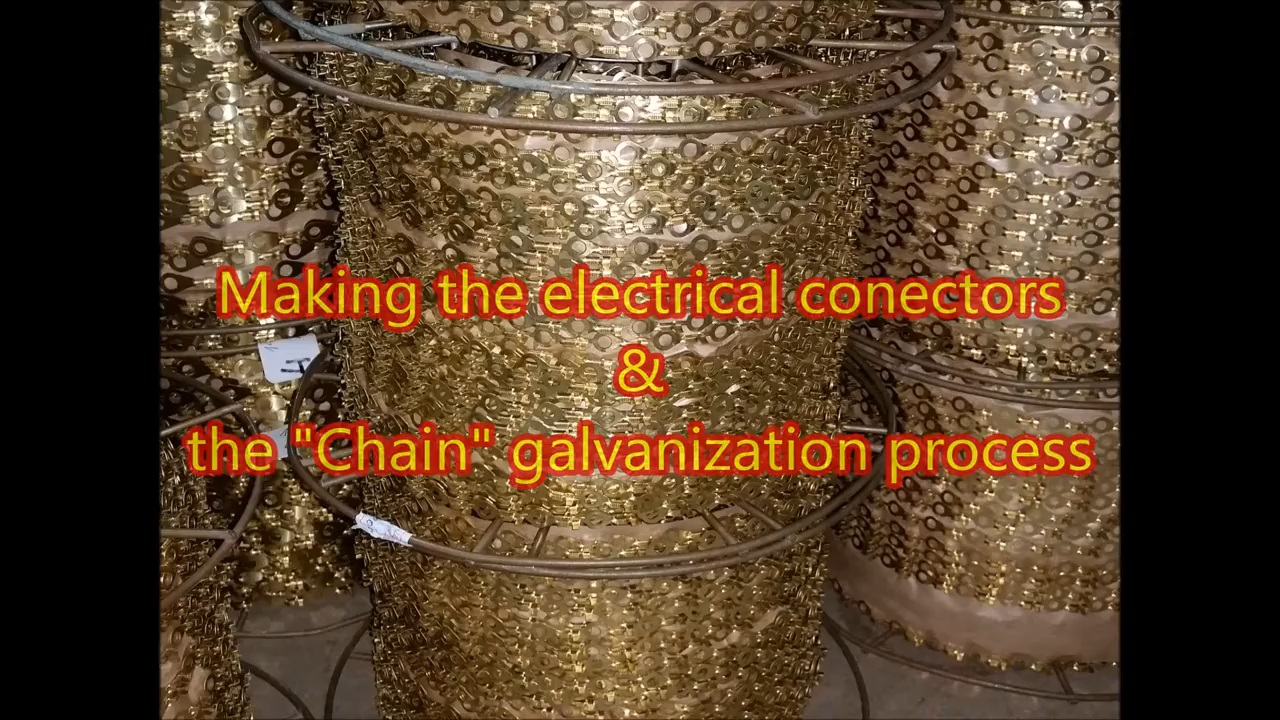 Making the electrical conectors
&
the "Chain" galvanization process